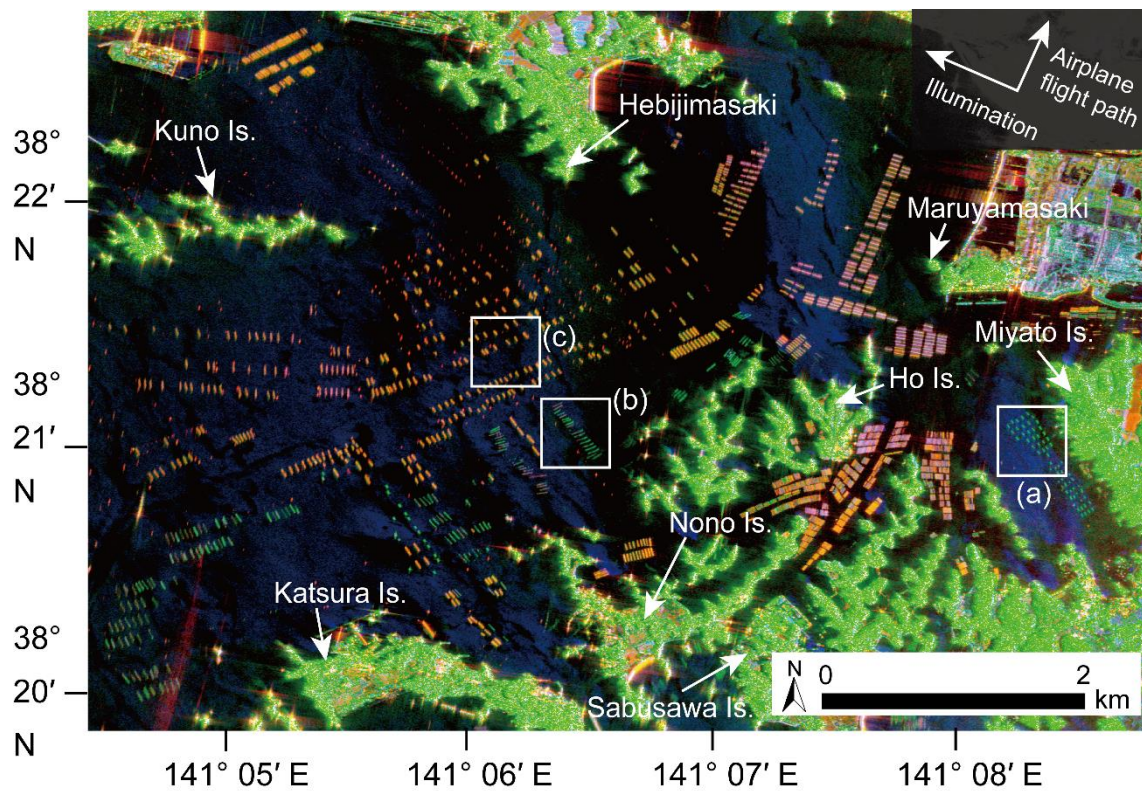 Airplane
flight path
Illumination
Hebijimasaki
Kuno Is.
38°
22′
N
Maruyamasaki
Miyato Is.
(c)
38°
21′
N
Ho Is.
(b)
(a)
Nono Is.
Katsura Is.
38°
20′
N
Sabusawa Is.
N
0 2
km
141° 05′ E 141° 06′ E 141° 07′ E 141° 08′ E